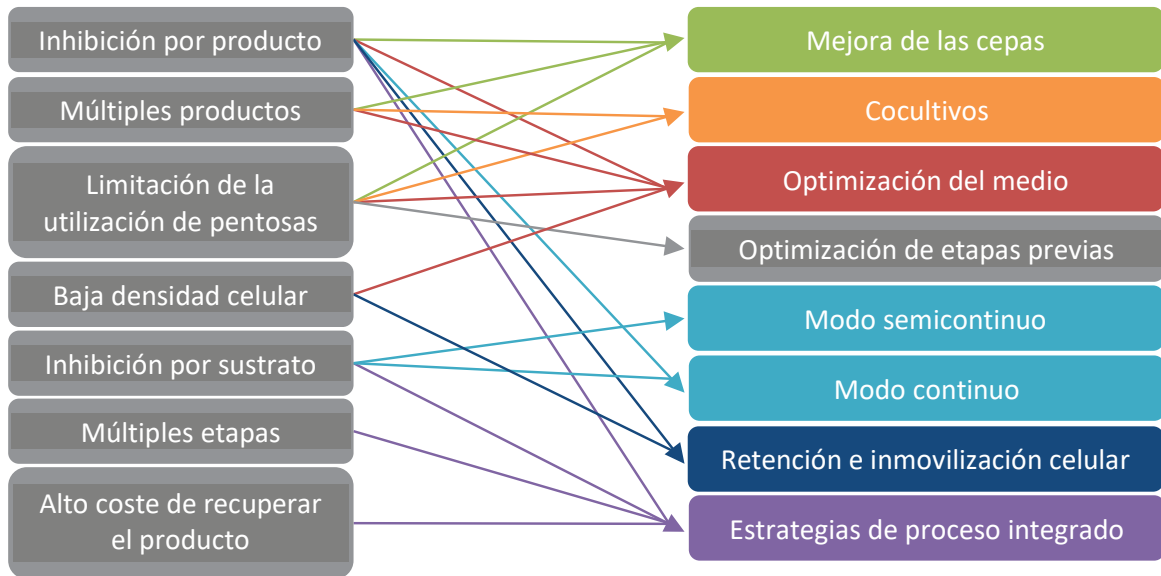 Inhibición por producto
Múltiples productos
Limitación de la
utilización de pentosas
Baja densidad celular
Inhibición por sustrato
Múltiples etapas
Alto coste de recuperar
el producto
Mejora de las cepas
Cocultivos
Optimización del medio
Optimización de etapas previas
Modo semicontinuo
Modo continuo
Retención e inmovilización celular
Estrategias de proceso integrado